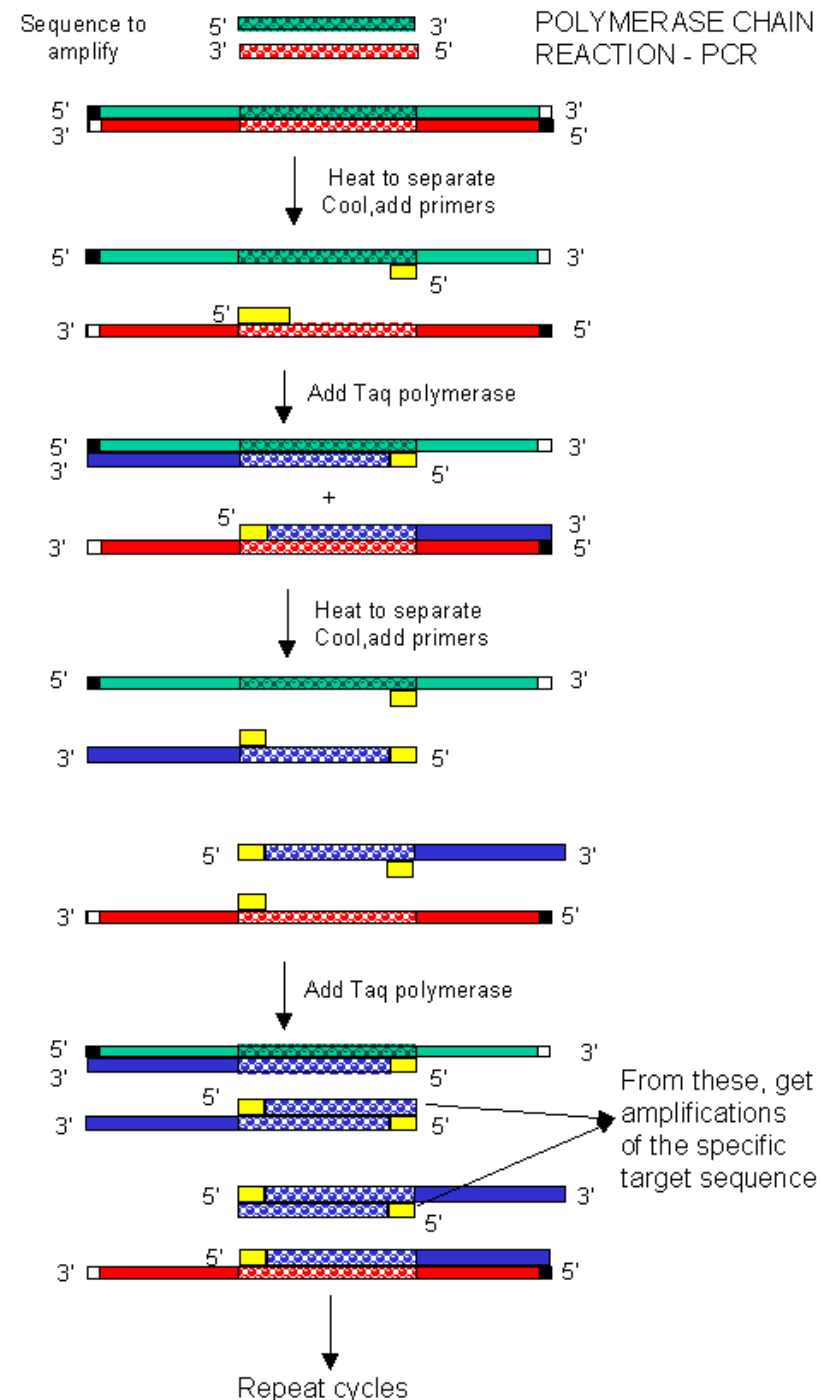 Sequence to
amplify
5' 3'
3' 5'
POLYMERASE CHAIN
REACTION - PCR
5' 3'
3' 5'
Heat to separate
Cool,add primers
5' 3'
5'
5'
3' 5'
Add Taq polymerase
5' 3'
3' 5'
+
5'
3'
3' 5'
Heat to separate
Cool,add primers
5' 3'
3' 5'
5' 3'
3' 5'
Add Taq polymerase
5' 3'
3' 5'
5'
3' 5'
From these, get
amplifications
of the specific
target sequence
5' 3'
5'
5'
3' 5'
Repeat cycles